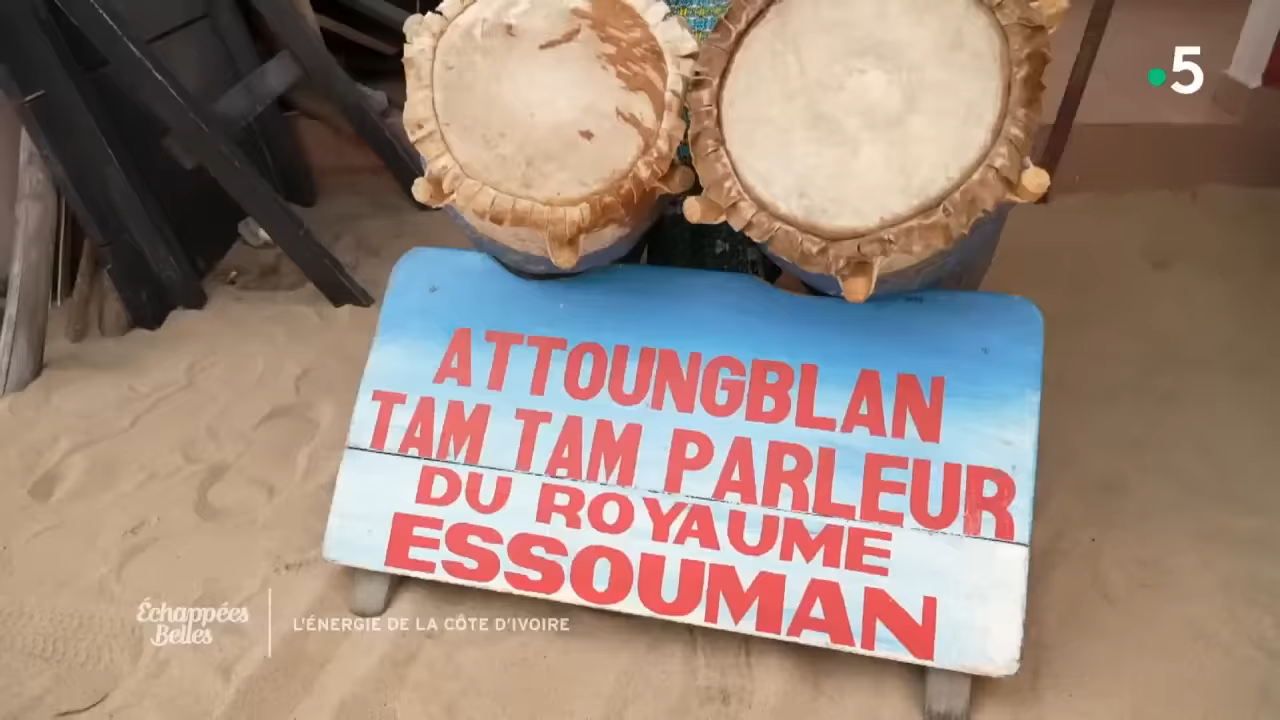 5
ATTOUNGBLAN
TAM TAM PARLEUR
DU ROYAUME
ESSOUMAN
Échappées
Belles
L'ÉNERGIE DE LA CÔTE D'IVOIRE